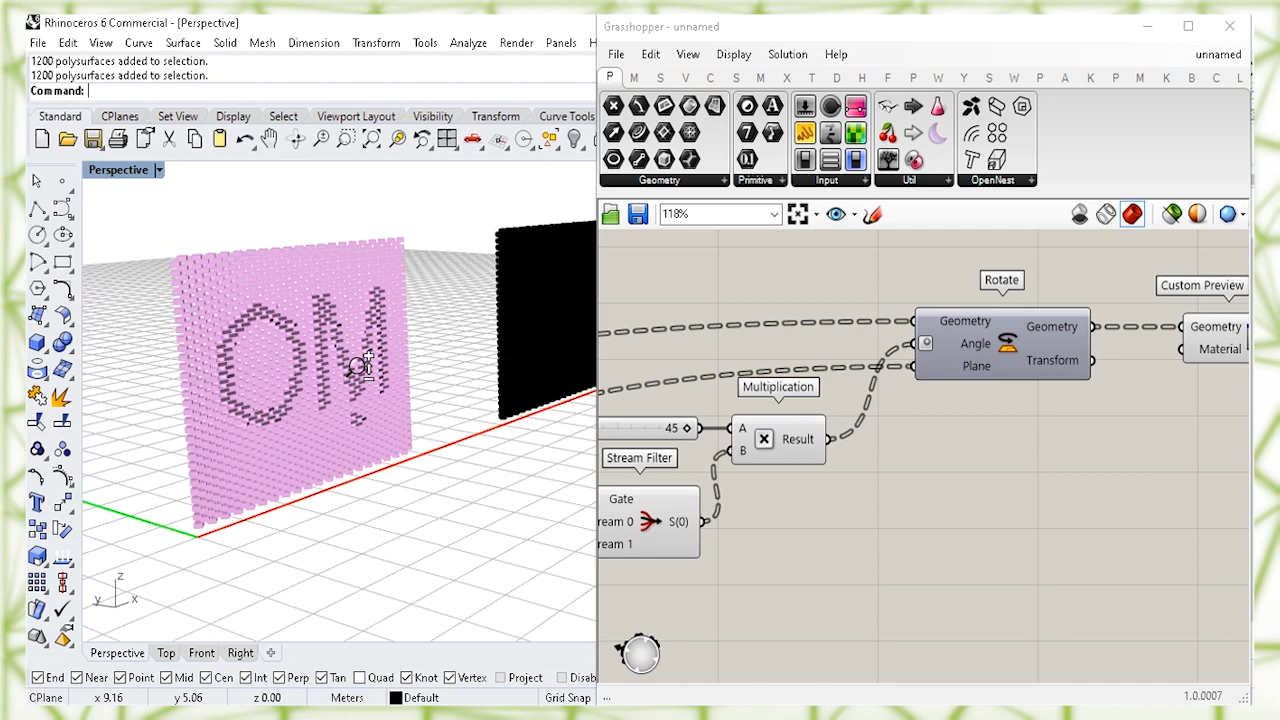 Rhinoceros 6 Commercial - [Perspective]
File Edit View Curve Surface Solid Mesh Dimension Transform Tools Analyze Render Panels H
1200 polysurfaces added to selection.
1200 polysurfaces added to selection.
Command:
Standard CPlanes Set View Display Select Viewport Layout Visibility Transform Curve Tools
Perspective
OM
z
y x
Perspective Top Front Right
End Near Point Mid Cen Int Perp Tan Quad Knot Vertex Project Disab
CPlane x 9.16 y 5.06 z 0.00 Meters Default Grid Snap
Grasshopper - unnamed
File Edit View Display Solution Help unnamed
P M S V C S M X T D H F P W Y S W P A K P M K B C L
Geometry Primitive Input Util OpenNest
118%
Rotate
Custom Preview
Geometry Geometry
Angle
Plane Transform
Geometry
Material
Multiplication
45
A
B
Result
Stream Filter
Gate
ream 0 S(0)
ream 1
... 1.0.0007